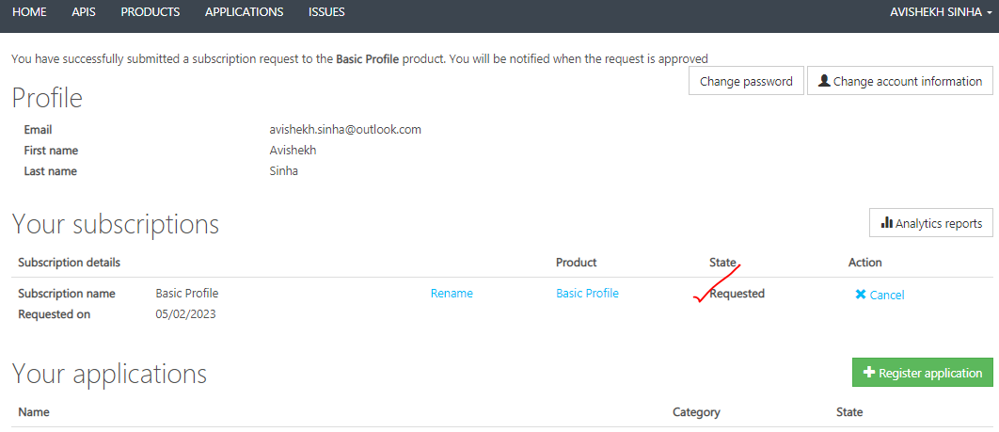 HOME APIS PRODUCTS APPLICATIONS ISSUES AVISHEKH SINHA
You have successfully submitted a subscription request to the Basic Profile product. You will be notified when the request is approved
Change password Change account information
Profile
Email avishekh.sinha@outlook.com
First name Avishekh
Last name Sinha
Your subscriptions Analytics reports
Subscription details Product State Action
Subscription name Basic Profile Rename Basic Profile Requested Cancel
Requested on 05/02/2023
Your applications Register application
Name Category State